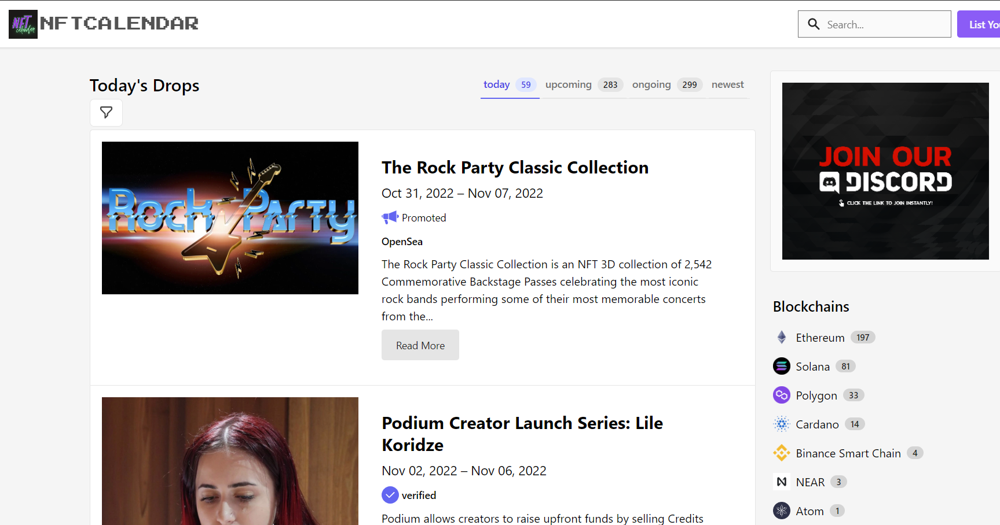 NFT
calendar
NFTCALENDAR
Search...
List Yo
Today's Drops
today 59 upcoming 283 ongoing 299 newest
Rock Party
The Rock Party Classic Collection
Oct 31, 2022 – Nov 07, 2022
Promoted
OpenSea
The Rock Party Classic Collection is an NFT 3D collection of 2,542
Commemorative Backstage Passes celebrating the most iconic
rock bands performing some of their most memorable concerts
from the...
Read More
Podium Creator Launch Series: Lile
Koridze
Nov 02, 2022 – Nov 06, 2022
verified
Podium allows creators to raise upfront funds by selling Credits
JOIN OUR
DISCORD
CLICK THE LINK TO JOIN INSTANTLY!
Blockchains
Ethereum 197
Solana 81
Polygon 33
Cardano 14
Binance Smart Chain 4
NEAR 3
Atom 1